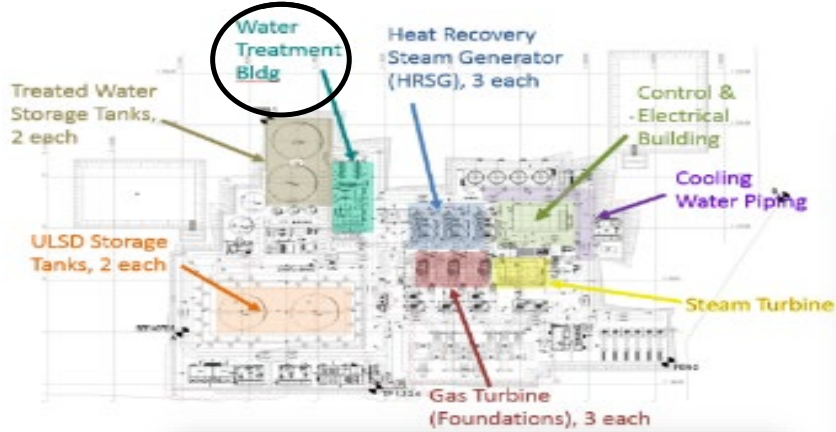 Water
Treatment
Bldg
Heat Recovery
Steam Generator
(HRSG), 3 each
Treated Water
Storage Tanks,
2 each
Control &
Electrical
Building
Cooling
Water Piping
ULSD Storage
Tanks, 2 each
Steam Turbine
Gas Turbine
(Foundations), 3 each